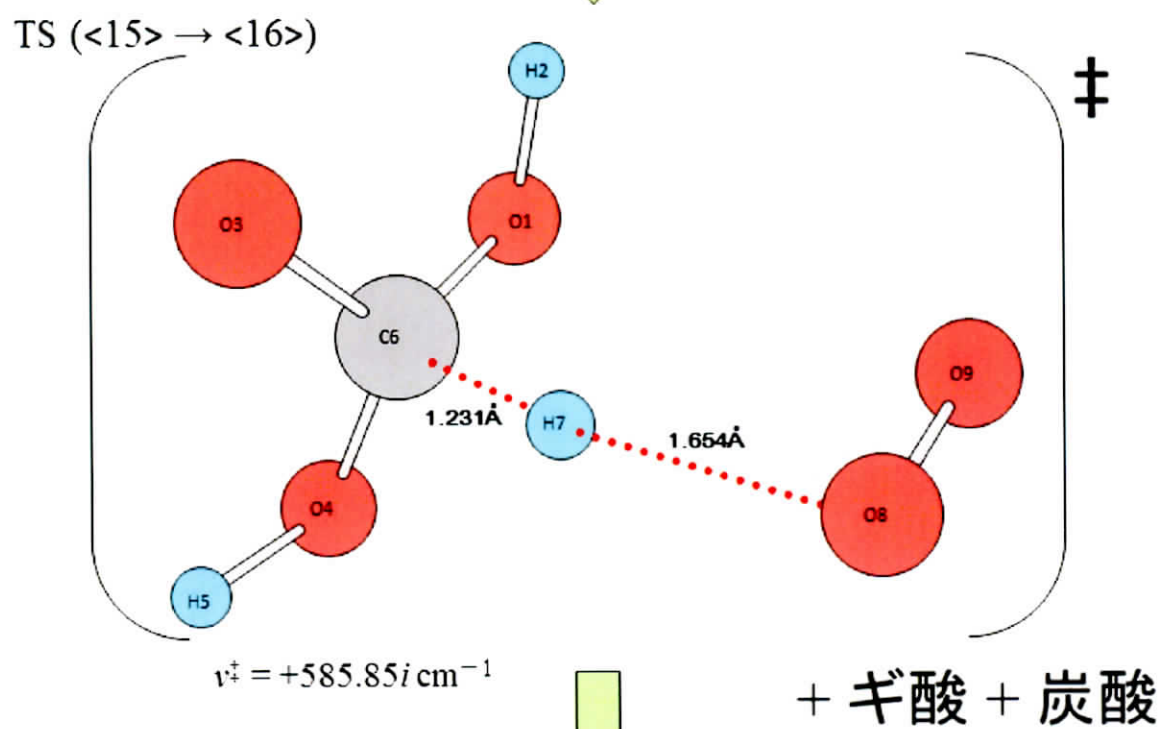 TS (<15> → <16>)
‡
H2
O3
O1
C6
O9
1.231Å
H7
1.654Å
O4
O8
H5
ν‡ = +585.85i cm⁻¹
+ ギ酸 + 炭酸